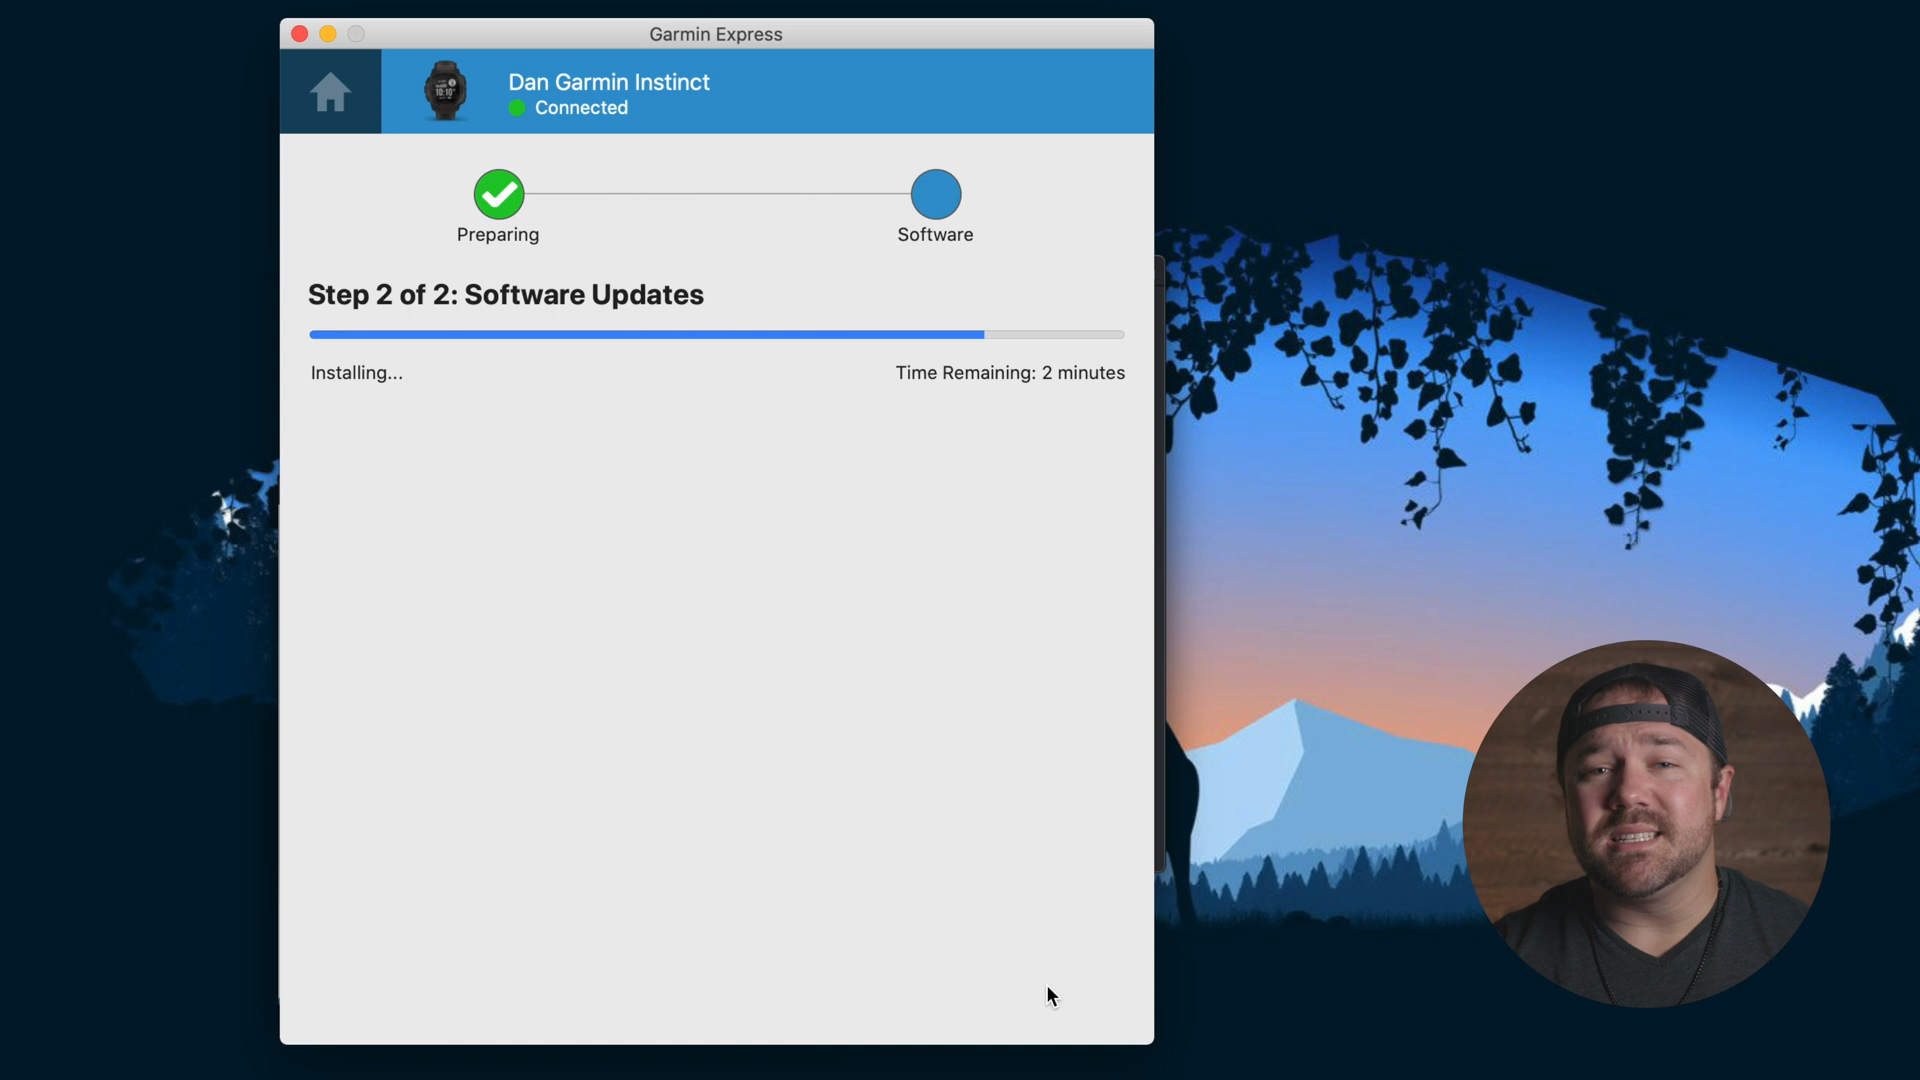 Garmin Express
Dan Garmin Instinct
Connected
Preparing
Software
Step 2 of 2: Software Updates
Installing...
Time Remaining: 2 minutes